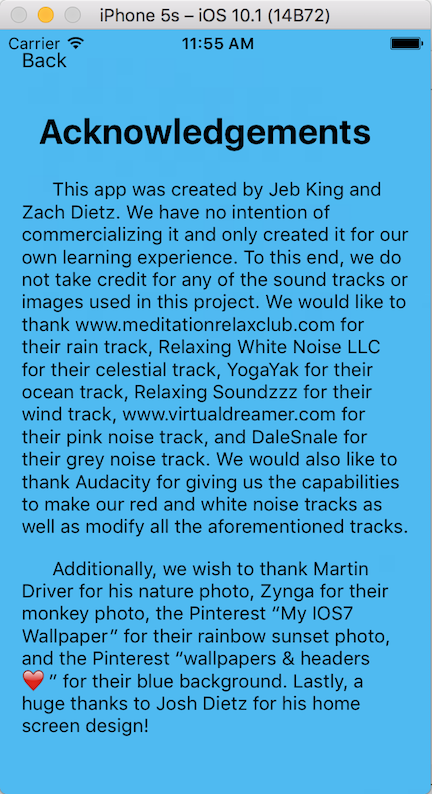 iPhone 5s – iOS 10.1 (14B72)
Carrier 11:55 AM
Back
Acknowledgements
This app was created by Jeb King and
Zach Dietz. We have no intention of
commercializing it and only created it for our
own learning experience. To this end, we do
not take credit for any of the sound tracks or
images used in this project. We would like to
thank www.meditationrelaxclub.com for
their rain track, Relaxing White Noise LLC
for their celestial track, YogaYak for their
ocean track, Relaxing Soundzzz for their
wind track, www.virtualdreamer.com for
their pink noise track, and DaleSnale for
their grey noise track. We would also like to
thank Audacity for giving us the capabilities
to make our red and white noise tracks as
well as modify all the aforementioned tracks.
Additionally, we wish to thank Martin
Driver for his nature photo, Zynga for their
monkey photo, the Pinterest “My IOS7
Wallpaper” for their rainbow sunset photo,
and the Pinterest “wallpapers & headers
❤️ ” for their blue background. Lastly, a
huge thanks to Josh Dietz for his home
screen design!